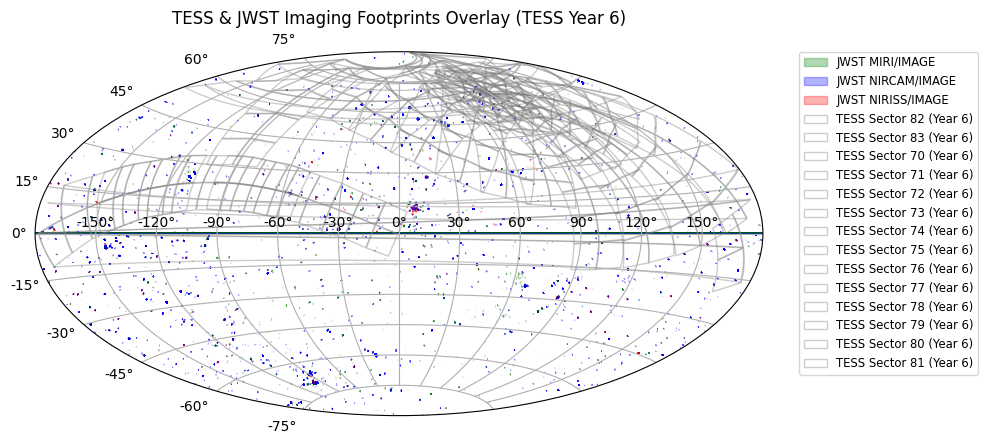 TESS & JWST Imaging Footprints Overlay (TESS Year 6)
75°
60°
45°
30°
15°
0°
-15°
-30°
-45°
-60°
-75°
-150° -120° -90° -60° -30° 0° 30° 60° 90° 120° 150°
JWST MIRI/IMAGE
JWST NIRCAM/IMAGE
JWST NIRISS/IMAGE
TESS Sector 82 (Year 6)
TESS Sector 83 (Year 6)
TESS Sector 70 (Year 6)
TESS Sector 71 (Year 6)
TESS Sector 72 (Year 6)
TESS Sector 73 (Year 6)
TESS Sector 74 (Year 6)
TESS Sector 75 (Year 6)
TESS Sector 76 (Year 6)
TESS Sector 77 (Year 6)
TESS Sector 78 (Year 6)
TESS Sector 79 (Year 6)
TESS Sector 80 (Year 6)
TESS Sector 81 (Year 6)